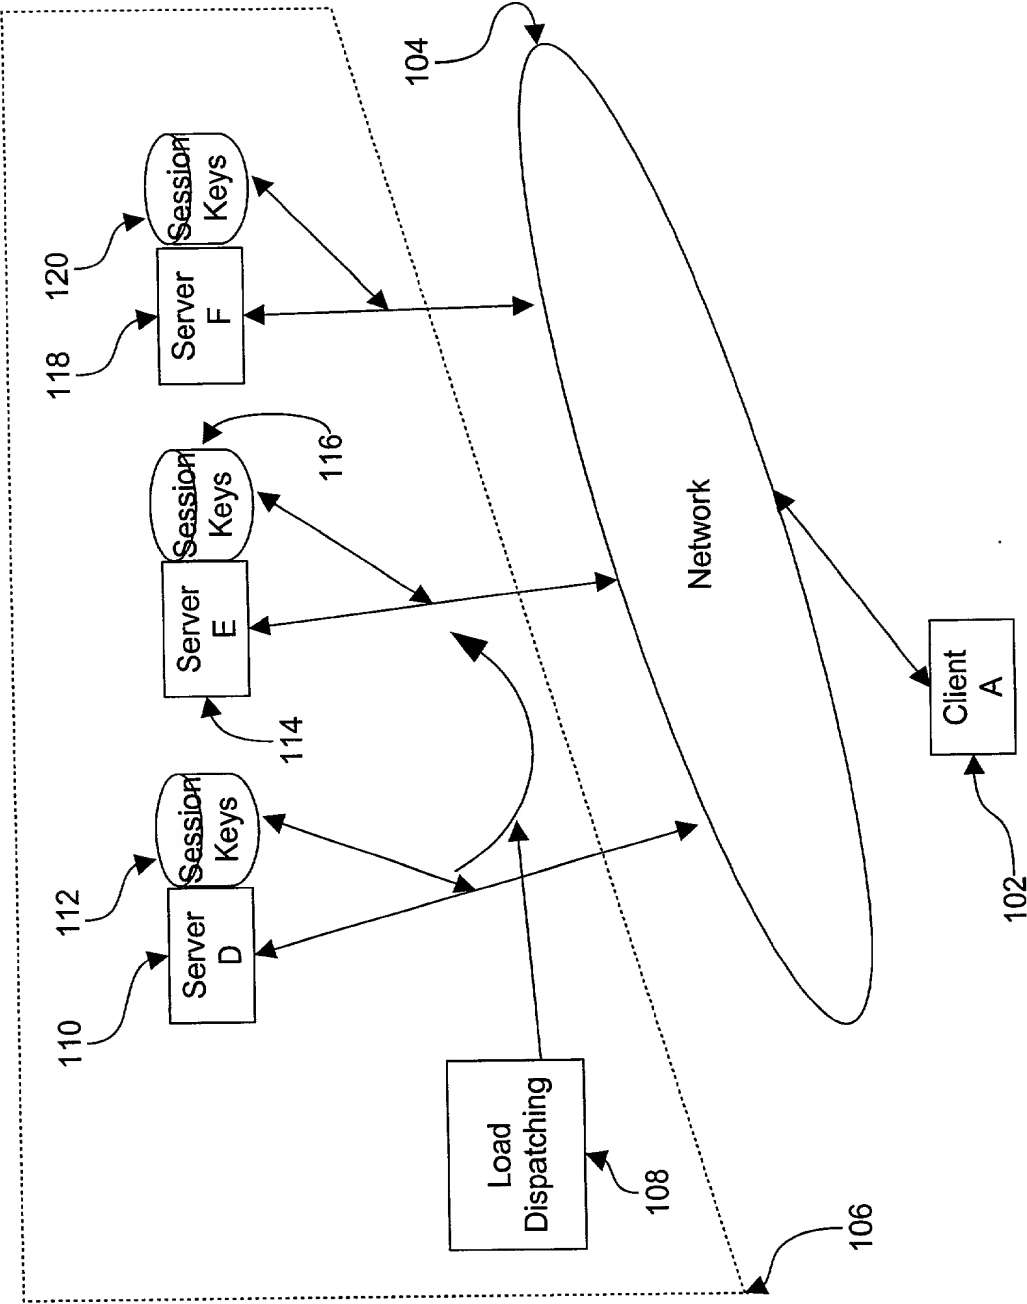 106
108
Load
Dispatching
110
112
Server
D
Session
Keys
114
116
Server
E
Session
Keys
118
120
Server
F
Session
Keys
104
Network
102
Client
A